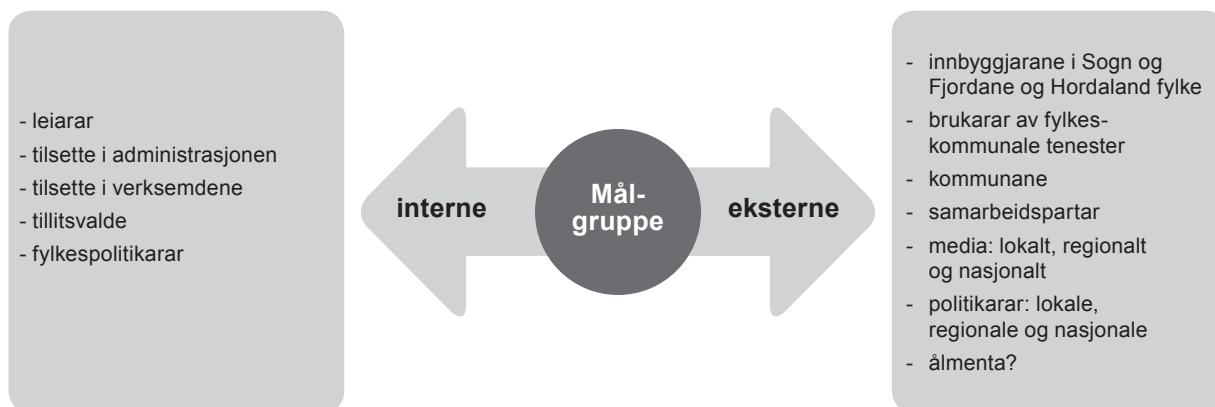 - leiarar
- tilsette i administrasjonen
- tilsette i verksemdene
- tillitsvalde
- fylkespolitikarar
interne
Mål-
gruppe
eksterne
- innbyggjarane i Sogn og
Fjordane og Hordaland fylke
- brukarar av fylkes-
kommunale tenester
- kommunane
- samarbeidspartar
- media: lokalt, regionalt
og nasjonalt
- politikarar: lokale,
regionale og nasjonale
- ålmenta?